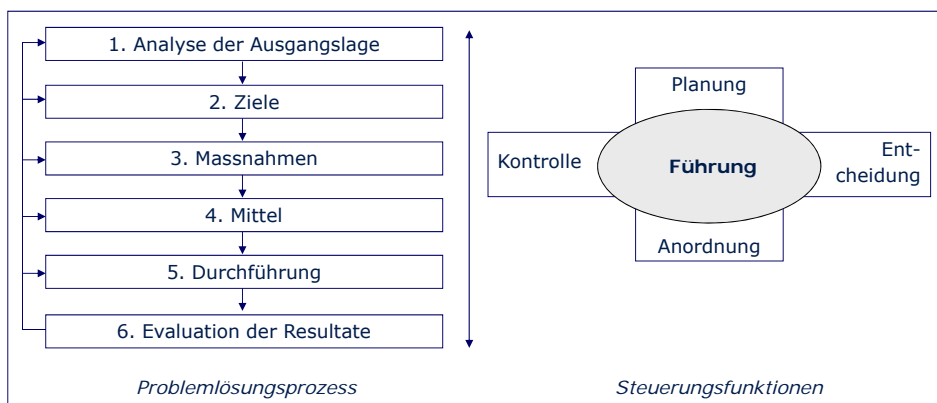 1. Analyse der Ausgangslage
2. Ziele
3. Massnahmen
4. Mittel
5. Durchführung
6. Evaluation der Resultate
Problemlösungsprozess
Planung
Kontrolle
Führung
Ent-
cheidung
Anordnung
Steuerungsfunktionen